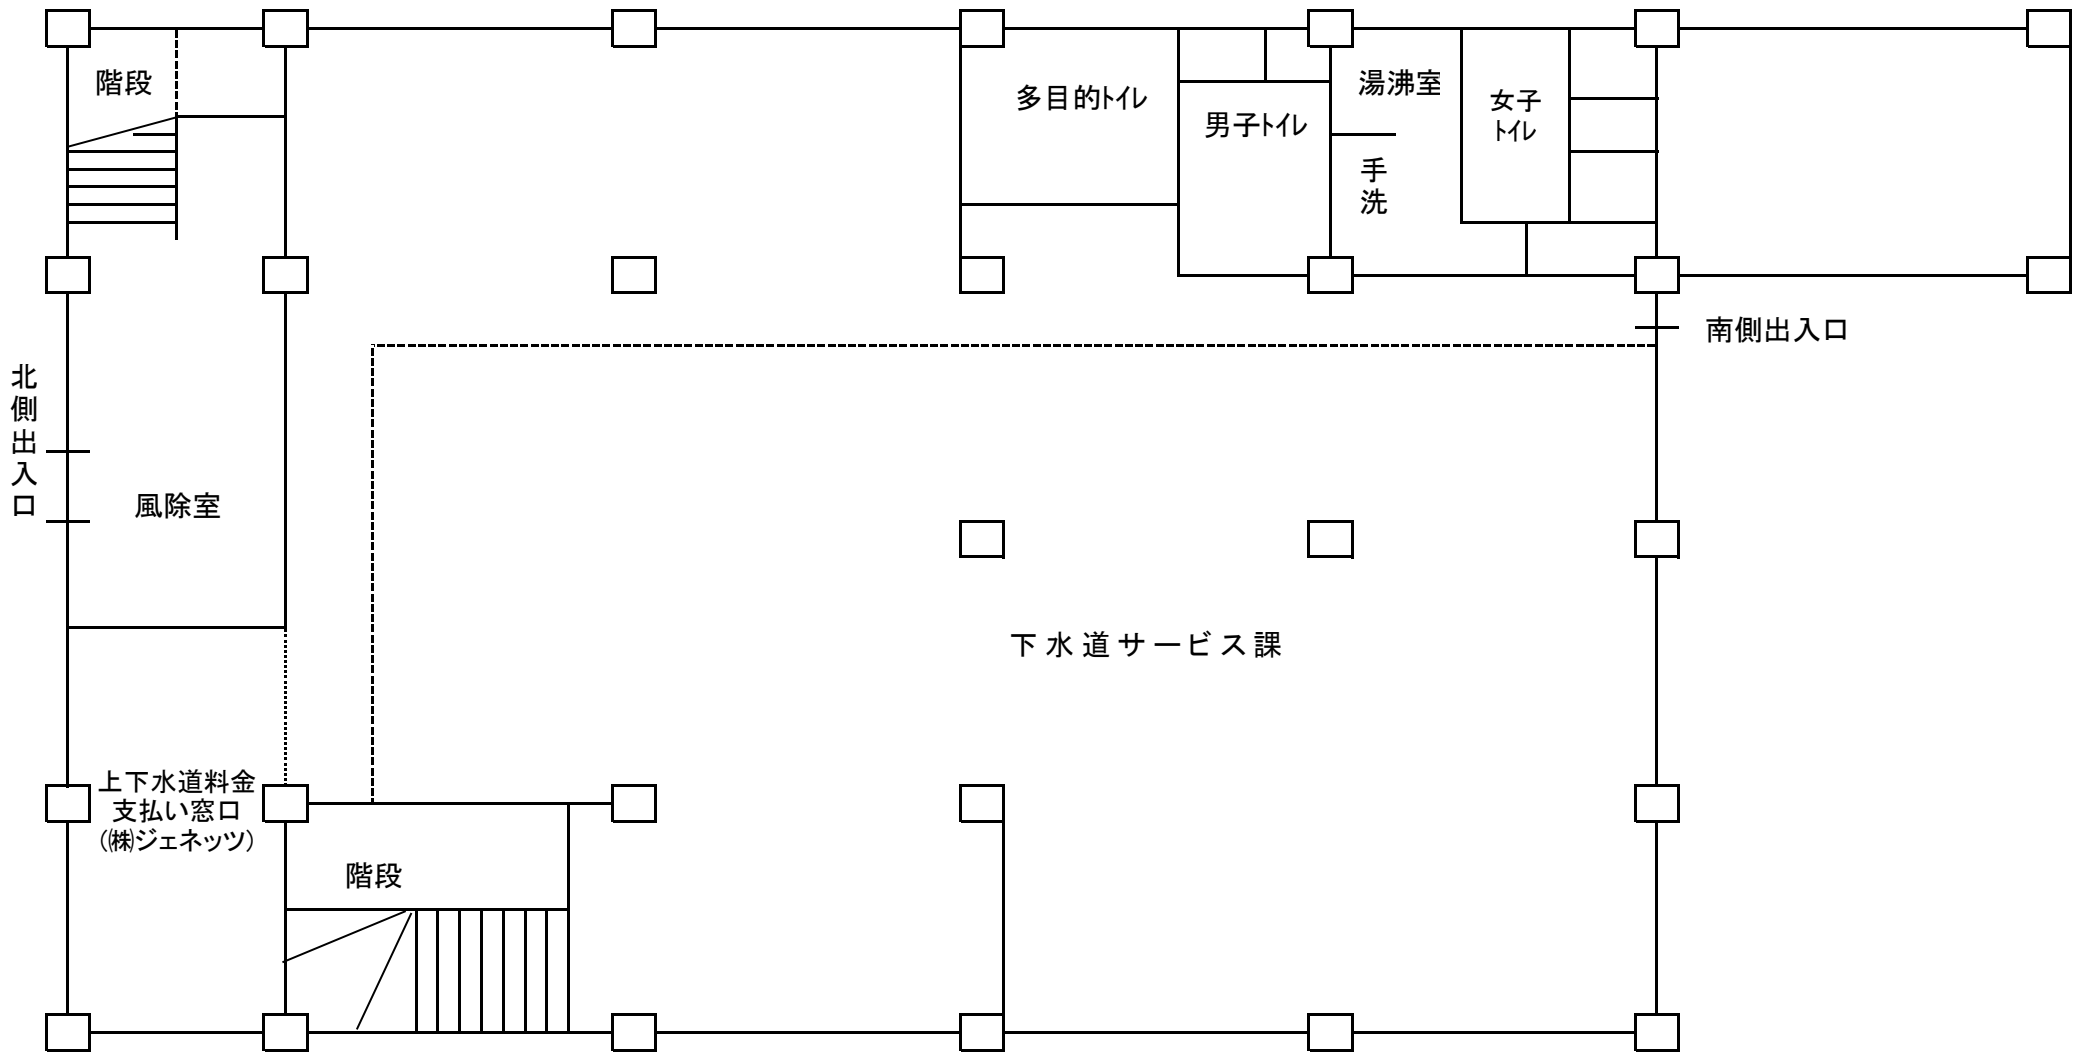 階段
多目的ﾄｲﾚ
男子ﾄｲﾚ
湯沸室
手洗
女子
ﾄｲﾚ
南側出入口
北側出入口
風除室
下水道サービス課
上下水道料金
支払い窓口
(㈱ジェネッツ)
階段